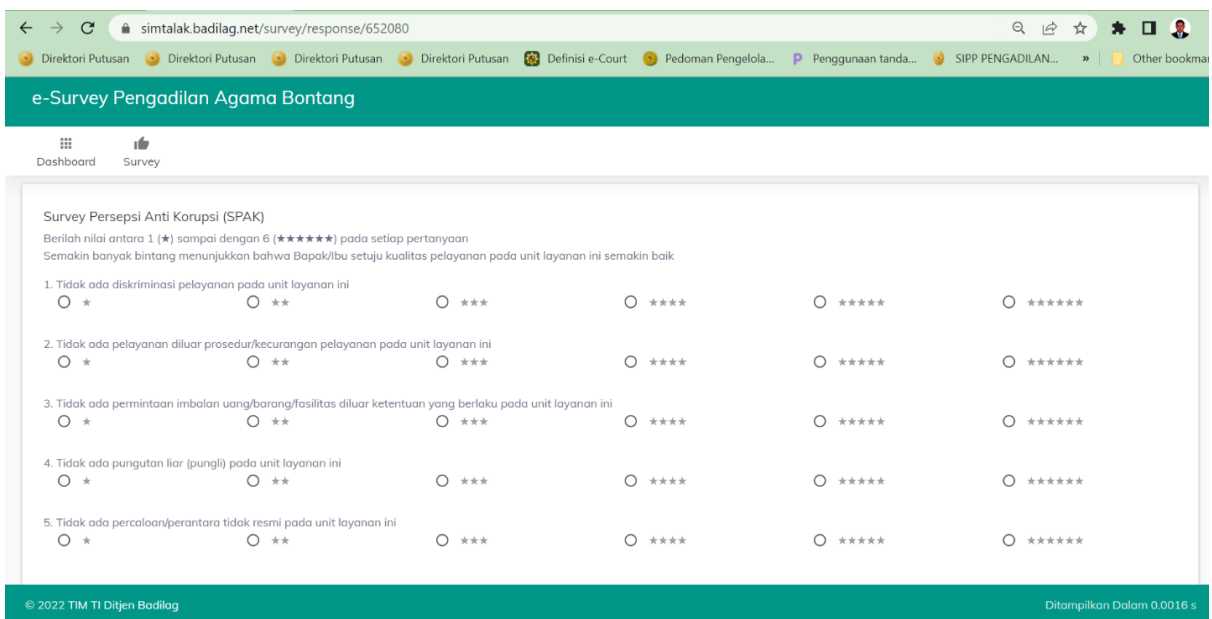 simtalak.badilag.net/survey/response/652080
Direktori Putusan Direktori Putusan Direktori Putusan Direktori Putusan Definisi e-Court Pedoman Pengelola... Penggunaan tanda... SIPP PENGADILAN... » Other bookmar
e-Survey Pengadilan Agama Bontang
Dashboard Survey
Survey Persepsi Anti Korupsi (SPAK)
Berilah nilai antara 1 (★) sampai dengan 6 (★★★★★★) pada setiap pertanyaan
Semakin banyak bintang menunjukkan bahwa Bapak/Ibu setuju kualitas pelayanan pada unit layanan ini semakin baik
1. Tidak ada diskriminasi pelayanan pada unit layanan ini
★ ★★ ★★★ ★★★★ ★★★★★ ★★★★★★
2. Tidak ada pelayanan diluar prosedur/kecurangan pelayanan pada unit layanan ini
★ ★★ ★★★ ★★★★ ★★★★★ ★★★★★★
3. Tidak ada permintaan imbalan uang/barang/fasilitas diluar ketentuan yang berlaku pada unit layanan ini
★ ★★ ★★★ ★★★★ ★★★★★ ★★★★★★
4. Tidak ada pungutan liar (pungli) pada unit layanan ini
★ ★★ ★★★ ★★★★ ★★★★★ ★★★★★★
5. Tidak ada percaloan/perantara tidak resmi pada unit layanan ini
★ ★★ ★★★ ★★★★ ★★★★★ ★★★★★★
© 2022 TIM TI Ditjen Badilag Ditampilkan Dalam 0.0016 s